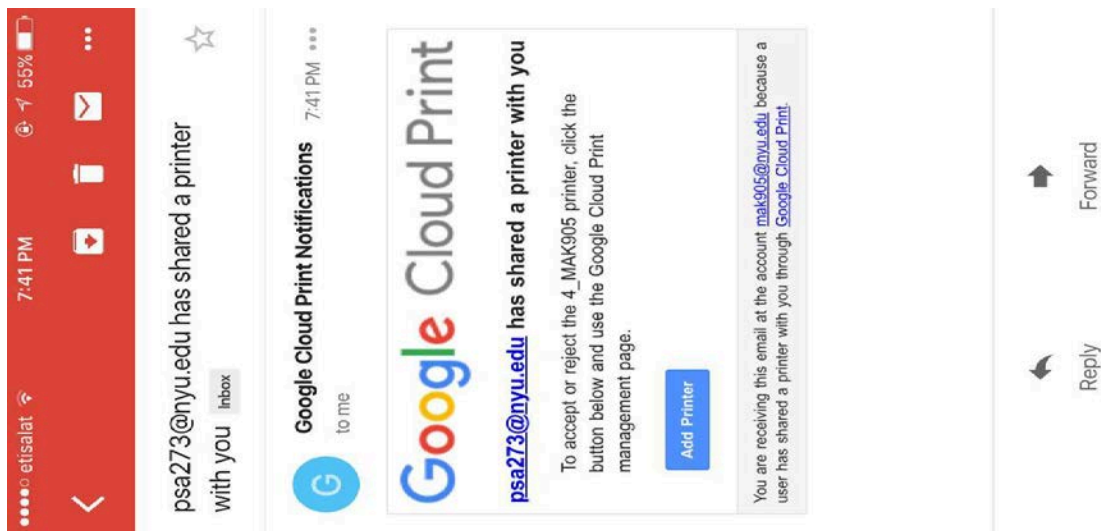 etisalat 7:41 PM 55%
psa273@nyu.edu has shared a printer
with you Inbox
G
Google Cloud Print Notifications 7:41 PM
to me
Google Cloud Print
psa273@nyu.edu has shared a printer with you
To accept or reject the 4_MAK905 printer, click the
button below and use the Google Cloud Print
management page.
Add Printer
You are receiving this email at the account mak905@nyu.edu because a
user has shared a printer with you through Google Cloud Print.
Reply Forward